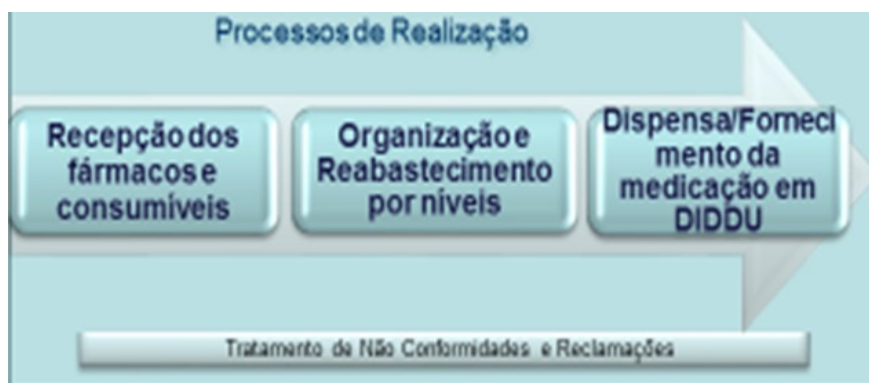 Processos de Realização
Recepção dos
fármacos e
consumíveis
Organização e
Reabastecimento
por níveis
Dispensa/Forneci
mento da
medicação em
DIDDU
Tratamento de Não Conformidades e Reclamações